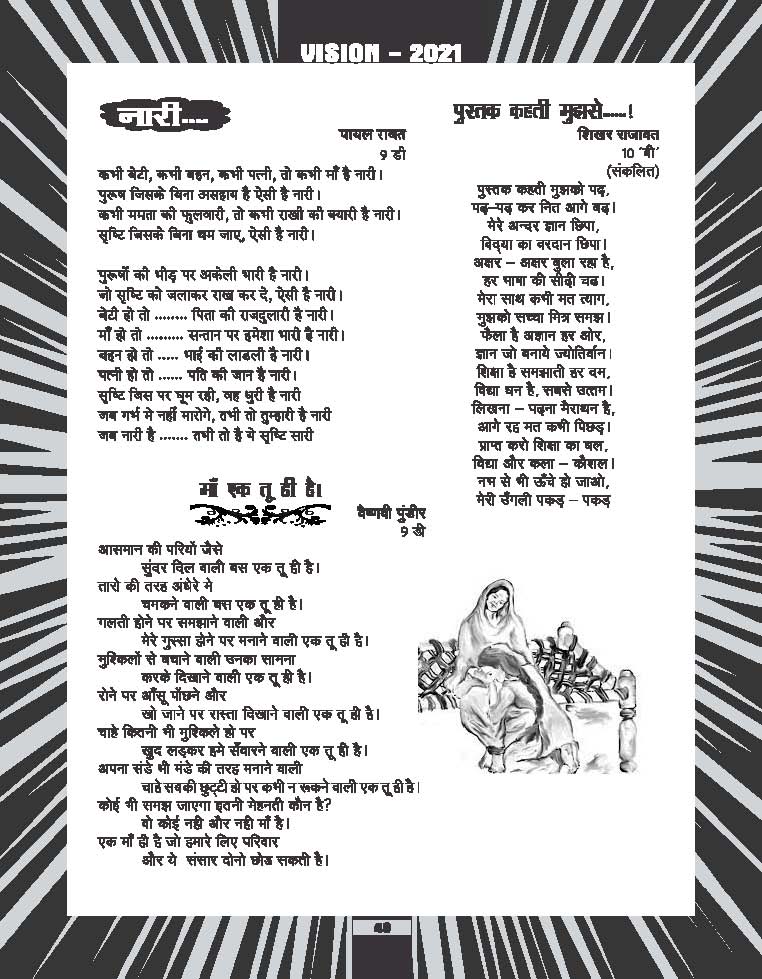 VISION – 2021
नारी....
पायल रावत
9 डी
कभी बेटी, कभी बहन, कभी पत्नी, तो कभी माँ है नारी।
पुरूष जिसके बिना असहाय है ऐसी है नारी।
कभी ममता की फुलवारी, तो कभी राखी की क्यारी है नारी।
सृष्टि जिसके बिना थम जाए, ऐसी है नारी।
पुरूषों की भीड़ पर अकेली भारी है नारी।
जो सृष्टि को जलाकर राख कर दे, ऐसी है नारी।
बेटी हो तो ........ पिता की राजदुलारी है नारी।
माँ हो तो ......... सन्तान पर हमेशा भारी है नारी।
बहन हो तो ..... भाई की लाडली है नारी।
पत्नी हो तो ...... पति की जान है नारी।
सृष्टि जिस पर घूम रही, वह धुरी है नारी
जब गर्भ मे नहीं मारोगे, तभी तो तुम्हारी है नारी
जब नारी है ....... तभी तो है ये सृष्टि सारी
माँ एक तू ही है।
वैष्णवी पुंडीर
9 डी
आसमान की परियों जैसे
सुंदर दिल वाली बस एक तू ही है।
तारो की तरह अंधेरे मे
चमकने वाली बस एक तू ही है।
गलती होने पर समझाने वाली और
मेरे गुस्सा होने पर मनाने वाली एक तू ही है।
मुश्किलों से बचाने वाली उनका सामना
करके दिखाने वाली एक तू ही है।
रोने पर आँसू पोंछने और
खो जाने पर रास्ता दिखाने वाली एक तू ही है।
चाहे कितनी भी मुश्किले हो पर
खुद लड़कर हमे सँवारने वाली एक तू ही है।
अपना संडे भी मंडे की तरह मनाने वाली
चाहे सबकी छुट्टी हो पर कभी न रूकने वाली एक तू ही है।
कोई भी समझ जाएगा इतनी मेहनती कौन है?
वो कोई नही और नही माँ है।
एक माँ ही है जो हमारे लिए परिवार
और ये संसार दोनो छोड सकती है।
पुस्तक कहती मुझसे.....!
शिखर राजावत
10 'बी'
(संकलित)
पुस्तक कहती मुझको पढ़,
पढ़–पढ़ कर नित आगे बढ़।
मेरे अन्दर ज्ञान छिपा,
विद्या का वरदान छिपा।
अक्षर – अक्षर बुला रहा है,
हर भाषा की सीढ़ी चढ।
मेरा साथ कभी मत त्याग,
मुझको सच्चा मित्र समझ।
फैला है अज्ञान हर ओर,
ज्ञान जो बनाये ज्योतिर्वान।
शिक्षा है समझाती हर दम,
विद्या धन है, सबसे उत्तम।
लिखना – पढ़ना मैराथन है,
आगे रह मत कभी पिछड़।
प्राप्त करो शिक्षा का बल,
विद्या और कला – कौशल।
नभ से भी ऊँचे हो जाओ,
मेरी उँगली पकड़ – पकड़
49